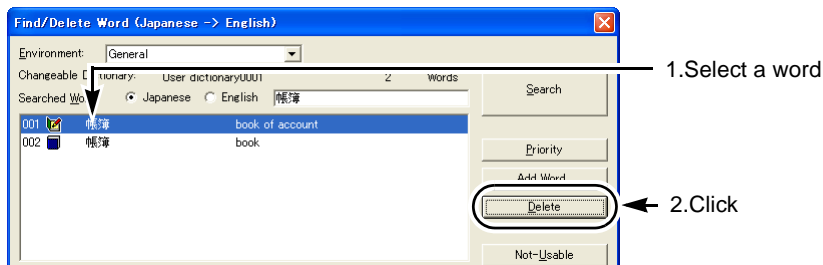 Find/Delete Word (Japanese -> English)
Environment: General
1.Select a word
Changeable Dictionary: User dictionary0001 2 Words
Search
Searched Wo Japanese English 帳簿
001 帳簿 book of account
002 帳簿 book
Priority
Add Word
Delete
2.Click
Not-Usable